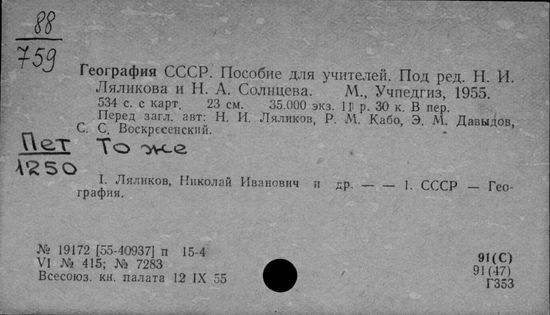 88
759
География СССР. Пособие для учителей. Под ред. Н. И.
Ляликова и Н. А. Солнцева. М., Учпедгиз, 1955.
534 с. с карт. 23 см. 35.000 экз. 11 р. 30 к. В пер.
Перед загл. авт: Н. И. Ляликов, Р. М. Кабо, Э. М. Давыдов,
С. С. Воскресенский.
Пет То же
1250
I. Ляликов, Николай Иванович и др. — — 1. СССР — Гео-
графия.
№ 19172 [55-40937] п 15-4
VI № 415; № 7283
Всесоюз. кн. палата 12 IX 55
91(С)
91(47)
Г353